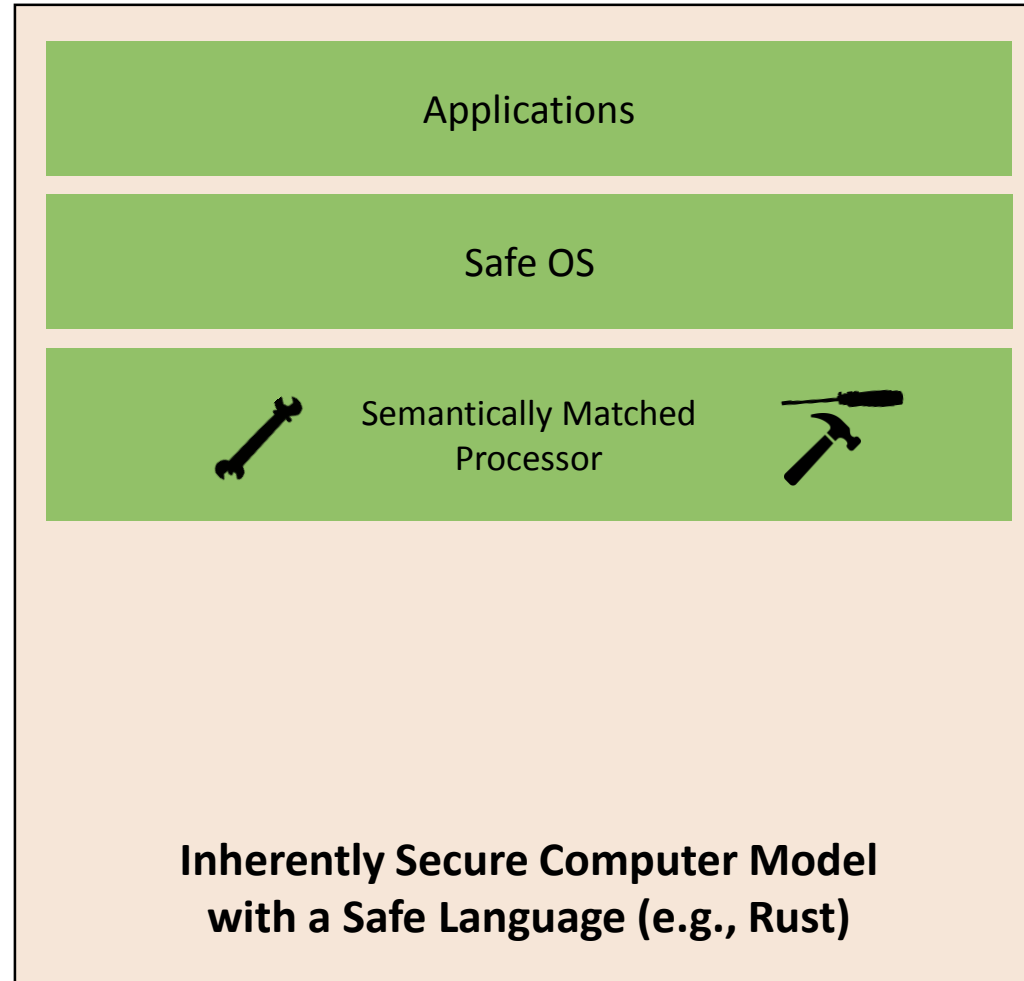 Applications
Safe OS
Semantically Matched
Processor
Inherently Secure Computer Model
with a Safe Language (e.g., Rust)